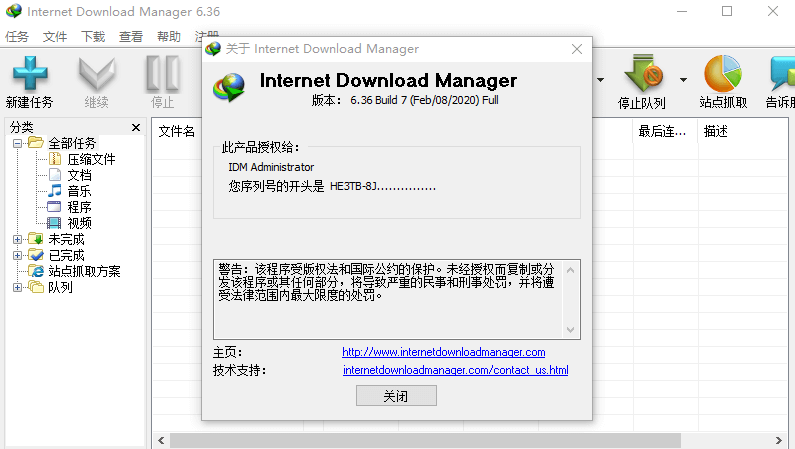 Internet Download Manager 6.36
任务 文件 下载 查看 帮助 注册
关于 Internet Download Manager
新建任务 继续 停止 停止队列 站点抓取
Internet Download Manager
版本： 6.36 Build 7 (Feb/08/2020) Full
分类
全部任务
压缩文件
文档
音乐
程序
视频
未完成
已完成
站点抓取方案
队列
文件名 最后连... 描述
此产品授权给：
IDM Administrator
您序列号的开头是 HE3TB-8J...............
警告：该程序受版权法和国际公约的保护。未经授权而复制或分
发该程序或其任何部分，将导致严重的民事和刑事处罚，并将遭
受法律范围内最大限度的处罚。
主页： http://www.internetdownloadmanager.com
技术支持： internetdownloadmanager.com/contact_us.html
关闭